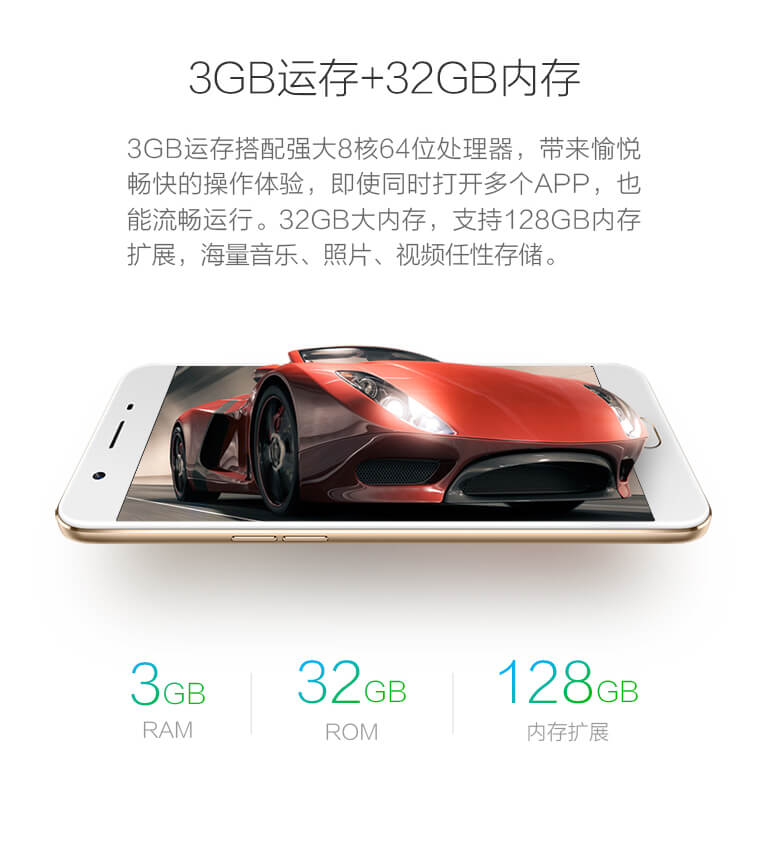 3GB运存+32GB内存
3GB运存搭配强大8核64位处理器，带来愉悦
畅快的操作体验，即使同时打开多个APP，也
能流畅运行。32GB大内存，支持128GB内存
扩展，海量音乐、照片、视频任性存储。
3GB
32GB
128GB
RAM
ROM
内存扩展